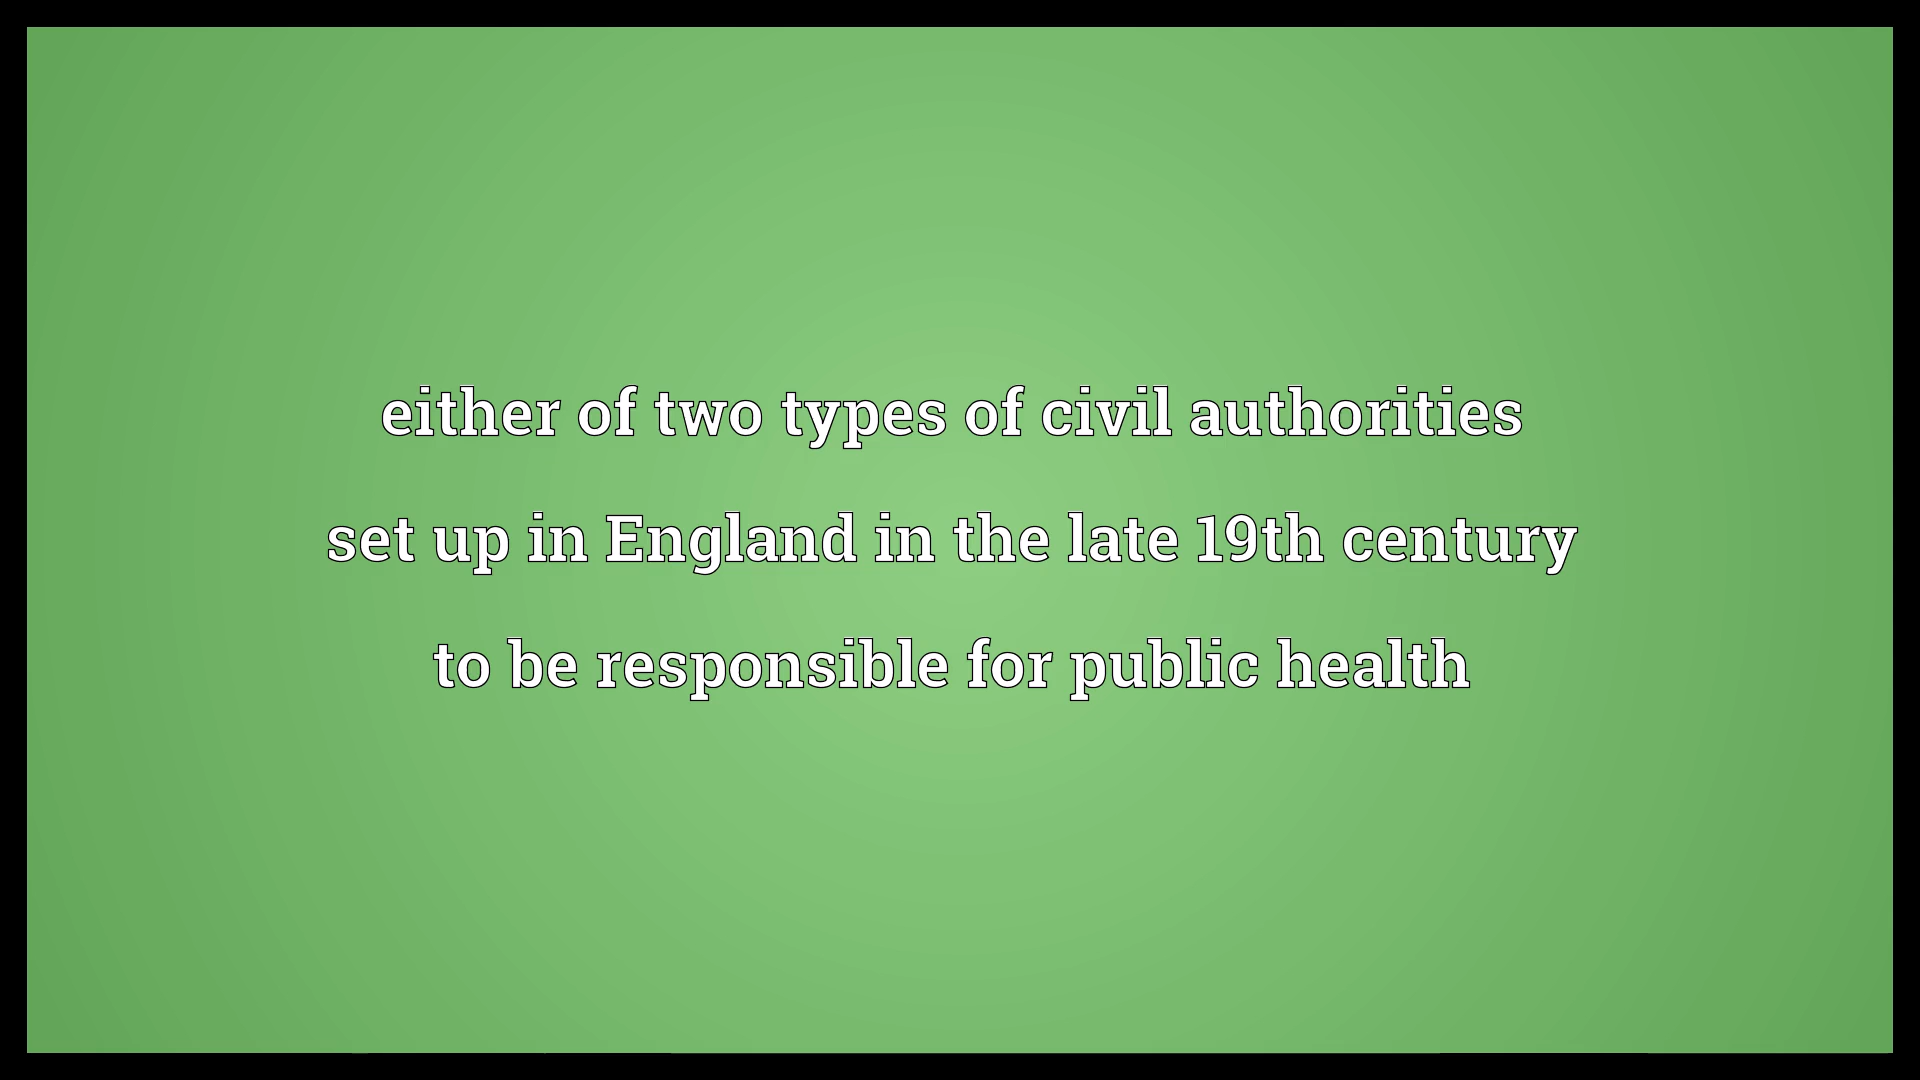 either of two types of civil authorities
set up in England in the late 19th century
to be responsible for public health